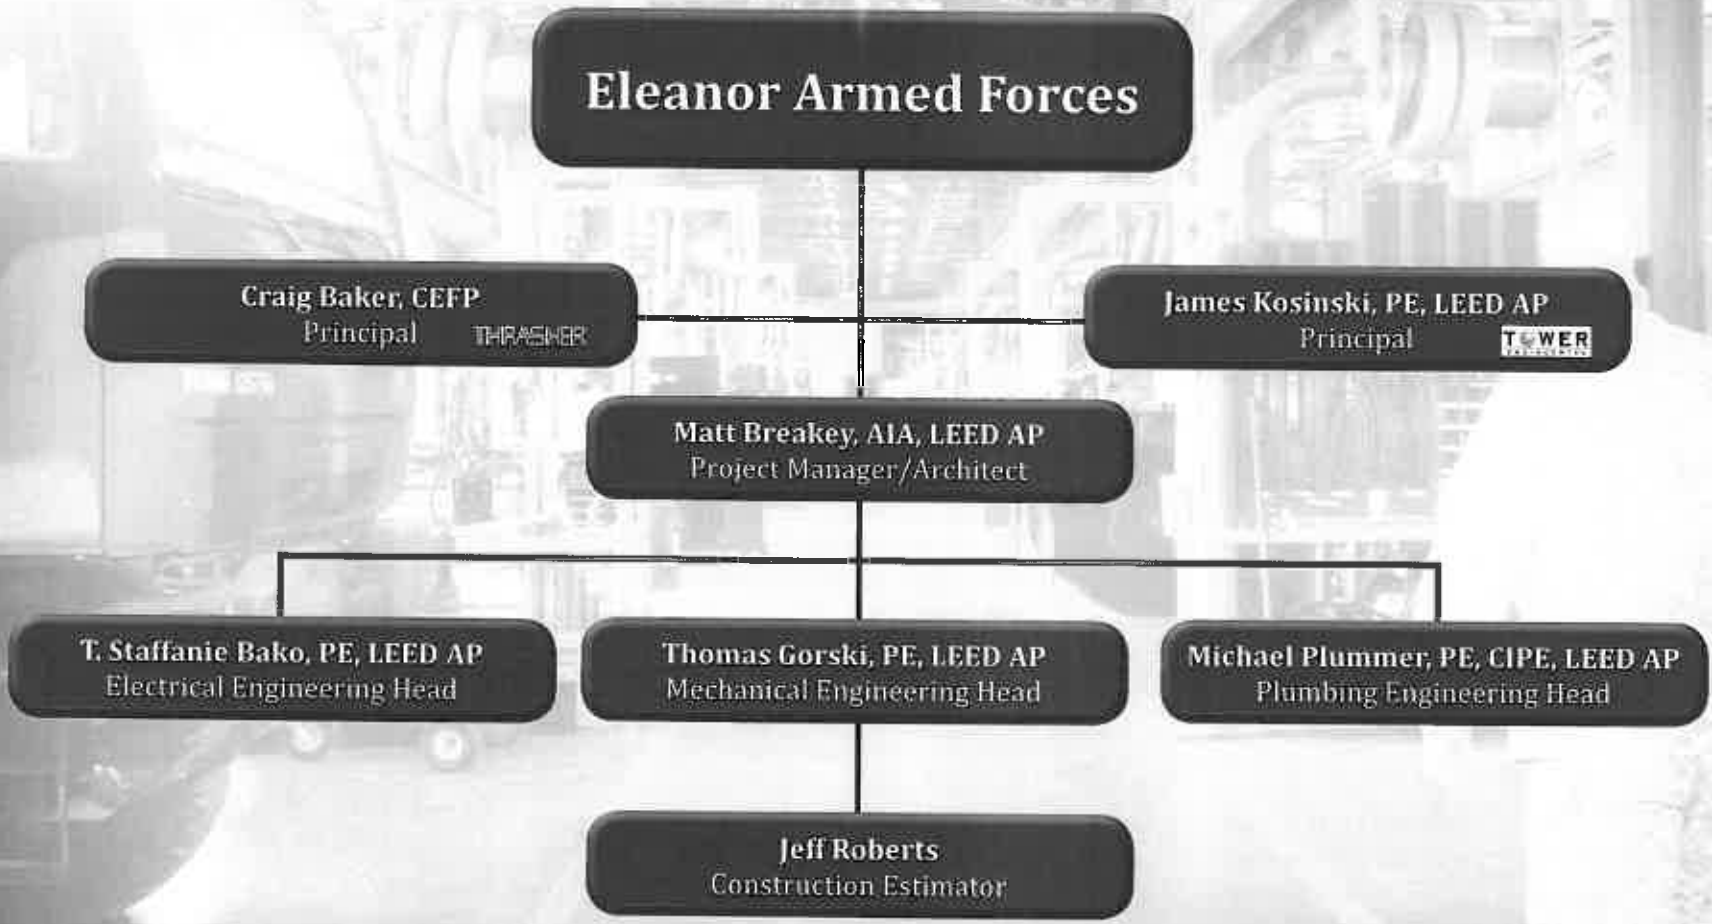 Eleanor Armed Forces
Craig Baker, CEFP
Principal
THRASHER
James Kosinski, PE, LEED AP
Principal
TOWER
Matt Breakey, AIA, LEED AP
Project Manager/Architect
T. Staffanie Bako, PE, LEED AP
Electrical Engineering Head
Thomas Gorski, PE, LEED AP
Mechanical Engineering Head
Michael Plummer, PE, CIPE, LEED AP
Plumbing Engineering Head
Jeff Roberts
Construction Estimator